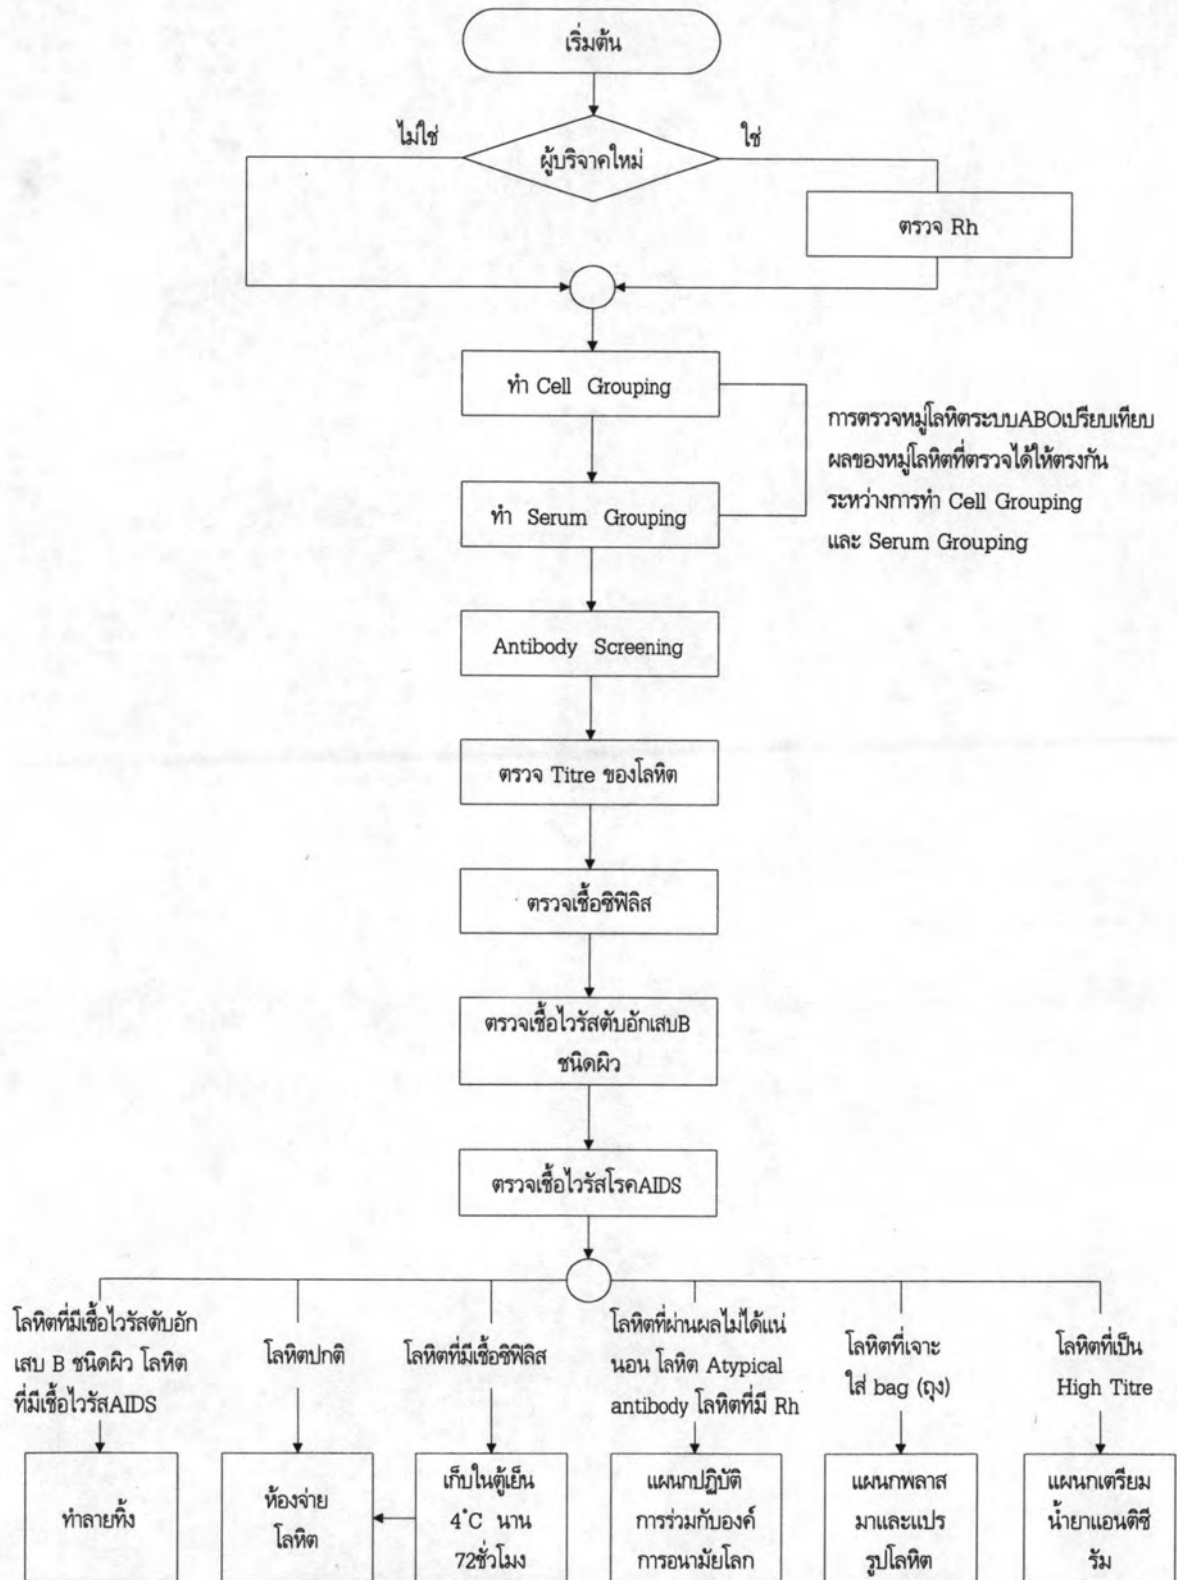 เริ่มต้น
ไม่ใช่
ใช่
ผู้บริจาคใหม่
ตรวจ Rh
ทำ Cell Grouping
การตรวจหมู่โลหิตระบบABOเปรียบเทียบ
ผลของหมู่โลหิตที่ตรวจได้ให้ตรงกัน
ระหว่างการทำ Cell Grouping
และ Serum Grouping
ทำ Serum Grouping
Antibody Screening
ตรวจ Titre ของโลหิต
ตรวจเชื้อซิฟิลิส
ตรวจเชื้อไวรัสตับอักเสบB
ชนิดผิว
ตรวจเชื้อไวรัสโรคAIDS
โลหิตที่มีเชื้อไวรัสตับอัก
เสบ B ชนิดผิว โลหิต
ที่มีเชื้อไวรัสAIDS
โลหิตปกติ
โลหิตที่มีเชื้อซิฟิลิส
โลหิตที่ผ่านผลไม่ได้แน่
นอน โลหิต Atypical
antibody โลหิตที่มี Rh
โลหิตที่เจาะ
ใส่ bag (ถุง)
โลหิตที่เป็น
High Titre
ทำลายทิ้ง
ห้องจ่าย
โลหิต
เก็บในตู้เย็น
4°C นาน
72ชั่วโมง
แผนกปฏิบัติ
การร่วมกับองค์
การอนามัยโลก
แผนกพลาส
มาและแปร
รูปโลหิต
แผนกเตรียม
น้ำยาแอนติซี
รัม